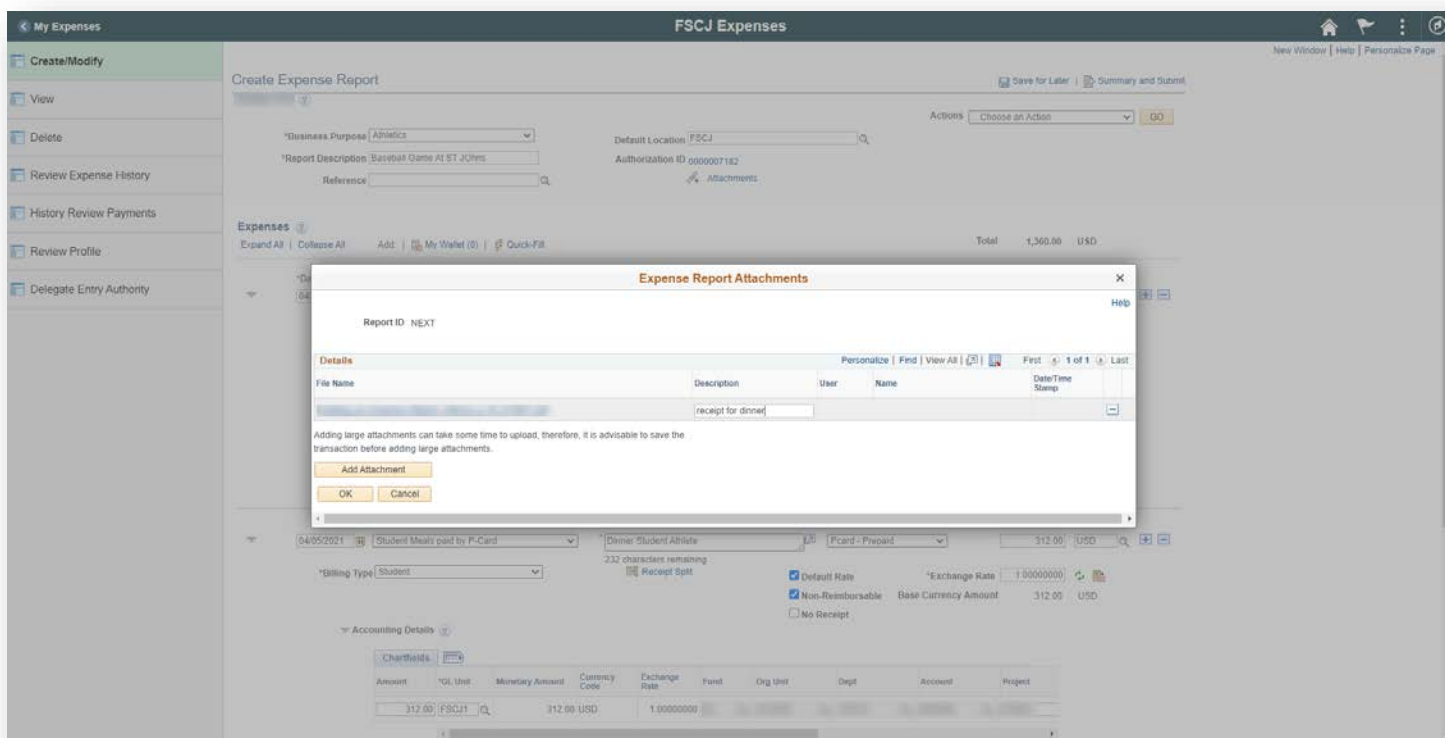 My Expenses
FSCJ Expenses
New Window | Help | Personalize Page
Create/Modify
View
Delete
Review Expense History
History Review Payments
Review Profile
Delegate Entry Authority
Create Expense Report
Save for Later | Summary and Submit
Actions Choose an Action GO
*Business Purpose Athletics
Default Location FSCJ
*Report Description Baseball Game At ST JOhns
Authorization ID 0000007182
Reference
Attachments
Expenses
Expand All | Collapse All Add: | My Wallet (0) | Quick-Fill
Total 1,360.00 USD
Expense Report Attachments
Help
Report ID NEXT
Details
Personalize | Find | View All | First 1 of 1 Last
File Name Description User Name Date/Time Stamp
receipt for dinner
Adding large attachments can take some time to upload, therefore, it is advisable to save the
transaction before adding large attachments.
Add Attachment
OK Cancel
04/05/2021 Student Meals paid by P-Card Dinner Student Athlete Pcard - Prepaid 312.00 USD
232 characters remaining
*Billing Type Student
Receipt Split
Default Rate
*Exchange Rate 1.00000000
Non-Reimbursable
Base Currency Amount 312.00 USD
No Receipt
Accounting Details
Chartfields
Amount *GL Unit Monetary Amount Currency Code Exchange Rate Fund Org Unit Dept Account Project
312.00 FSCJ1 312.00 USD 1.00000000